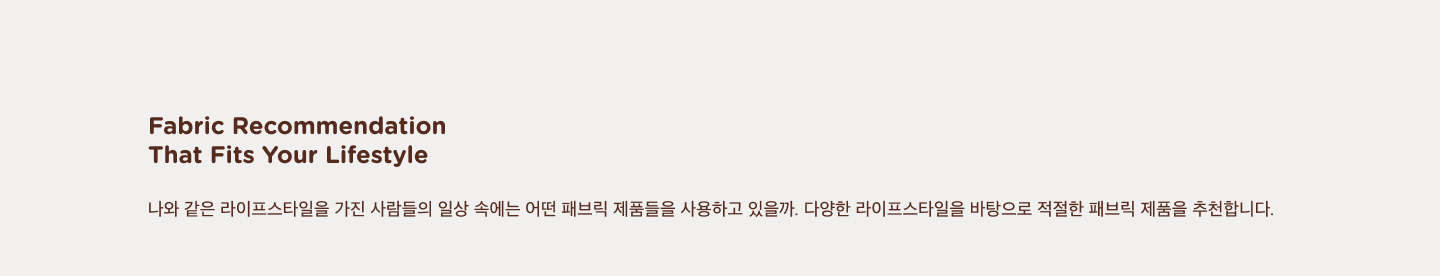 Fabric Recommendation
That Fits Your Lifestyle
나와 같은 라이프스타일을 가진 사람들의 일상 속에는 어떤 패브릭 제품들을 사용하고 있을까. 다양한 라이프스타일을 바탕으로 적절한 패브릭 제품을 추천합니다.